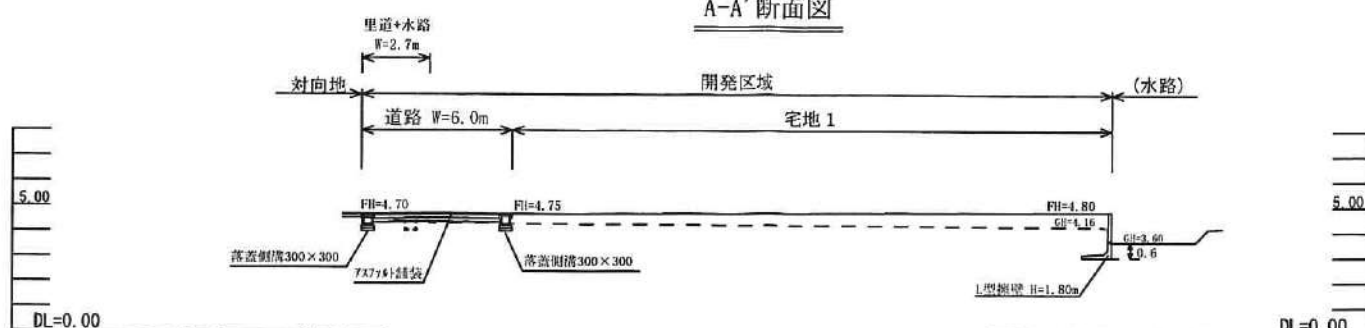 A-A'断面図
里道+水路
W=2.7m
対向地
開発区域
(水路)
道路 W=6.0m
宅地1
5.00
FH=4.70
FH=4.75
FH=4.80
GH=4.16
5.00
GH=3.60
0.6
落蓋側溝300×300
アスファルト舗装
落蓋側溝300×300
L型擁壁 H=1.80m
DL=0.00
DL=0.00